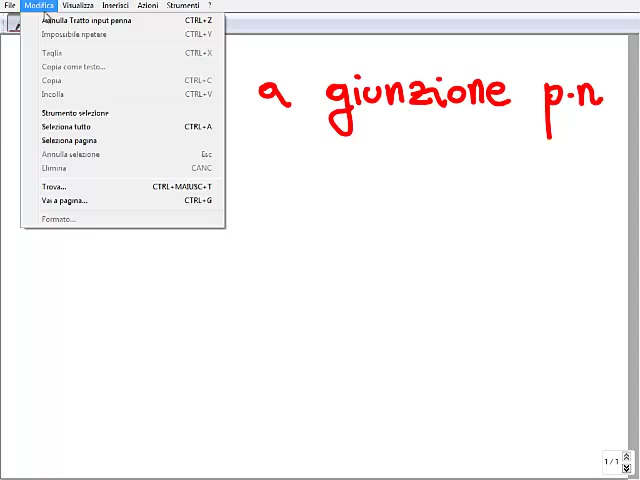 File Modifica Visualizza Inserisci Azioni Strumenti ?
Annulla Tratto input penna CTRL+Z
Impossibile ripetere CTRL+Y
Taglia CTRL+X
Copia come testo...
Copia CTRL+C
Incolla CTRL+V
Strumento selezione
Seleziona tutto CTRL+A
Seleziona pagina
Annulla selezione Esc
Elimina CANC
Trova... CTRL+MAIUSC+T
Vai a pagina... CTRL+G
Formato...
a giunzione p.n
1 / 1